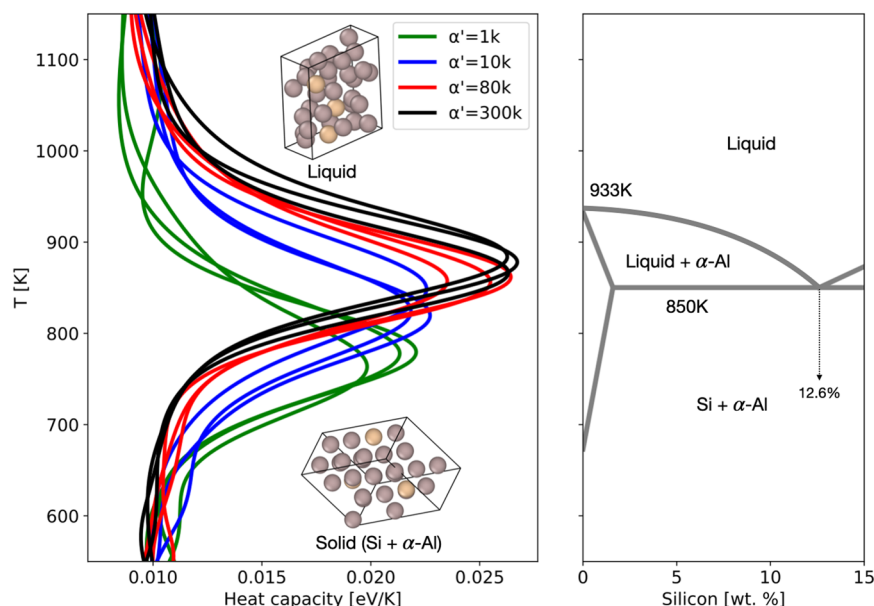 1100
1000
900
800
700
600
T [K]
0.010
0.015
0.020
0.025
Heat capacity [eV/K]
α'=1k
α'=10k
α'=80k
α'=300k
Liquid
Solid (Si + α-Al)
Liquid
933K
Liquid + α-Al
850K
12.6%
Si + α-Al
0
5
10
15
Silicon [wt. %]